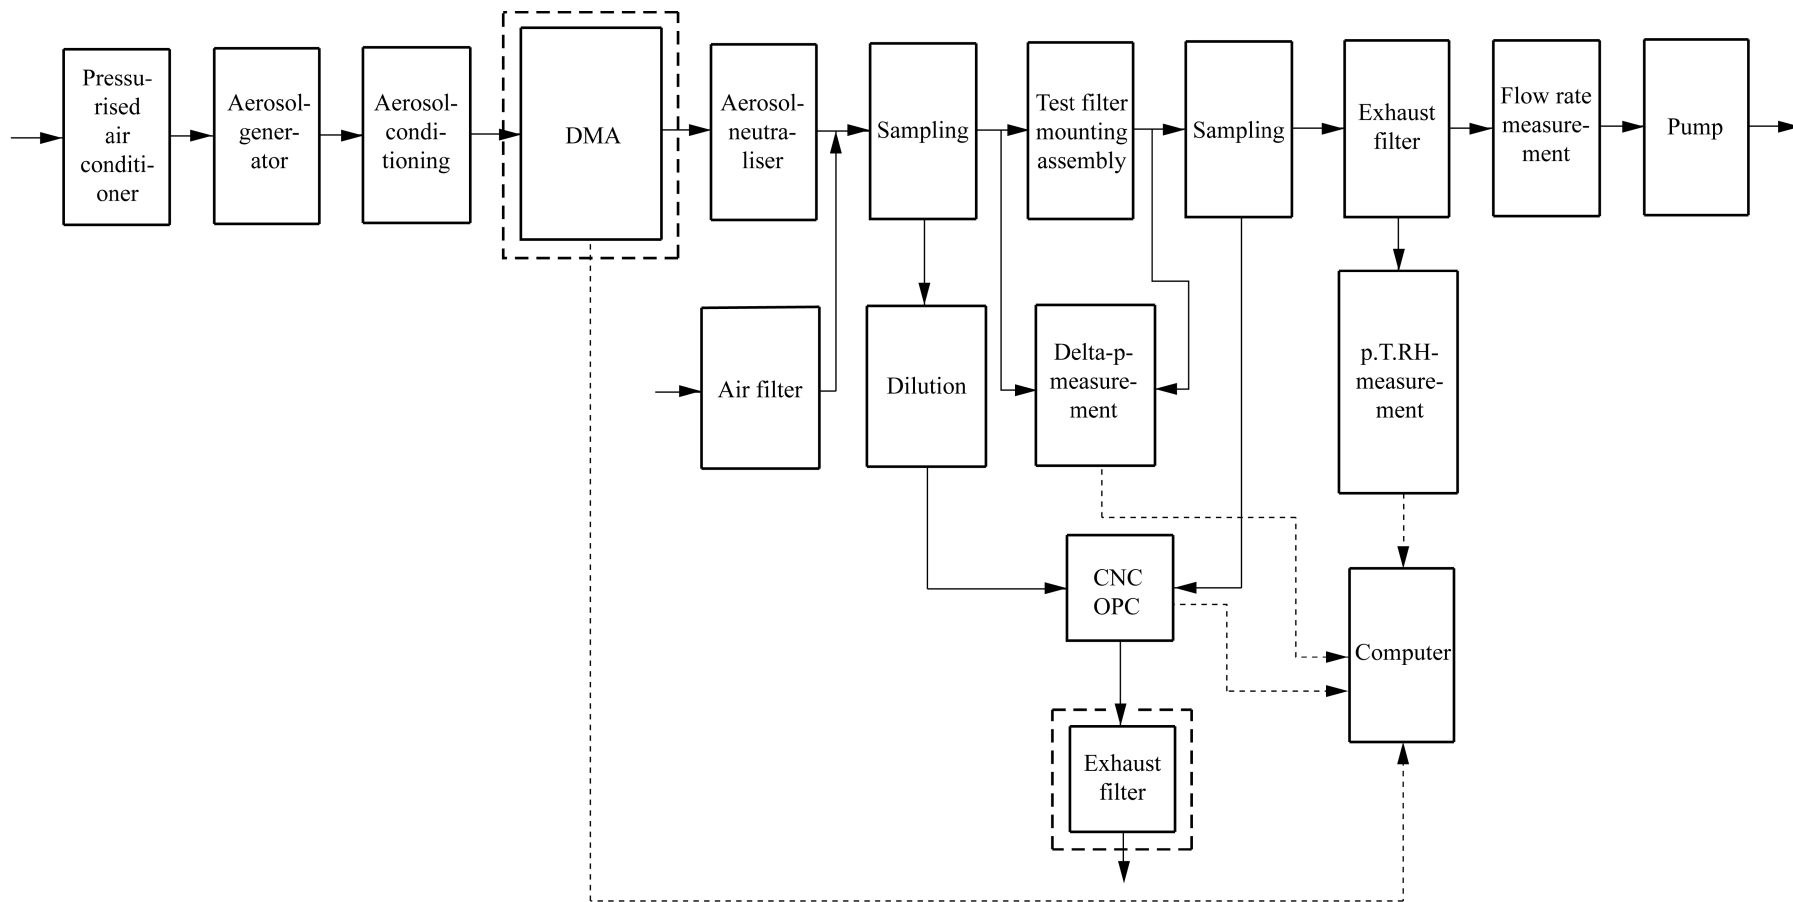 Pressu-
rised
air
conditi-
oner
Aerosol-
gener-
ator
Aerosol-
condi-
tioning
DMA
Aerosol-
neutra-
liser
Sampling
Test filter
mounting
assembly
Sampling
Exhaust
filter
Flow rate
measure-
ment
Pump
Air filter
Dilution
Delta-p-
measure-
ment
p.T.RH-
measure-
ment
CNC
OPC
Computer
Exhaust
filter